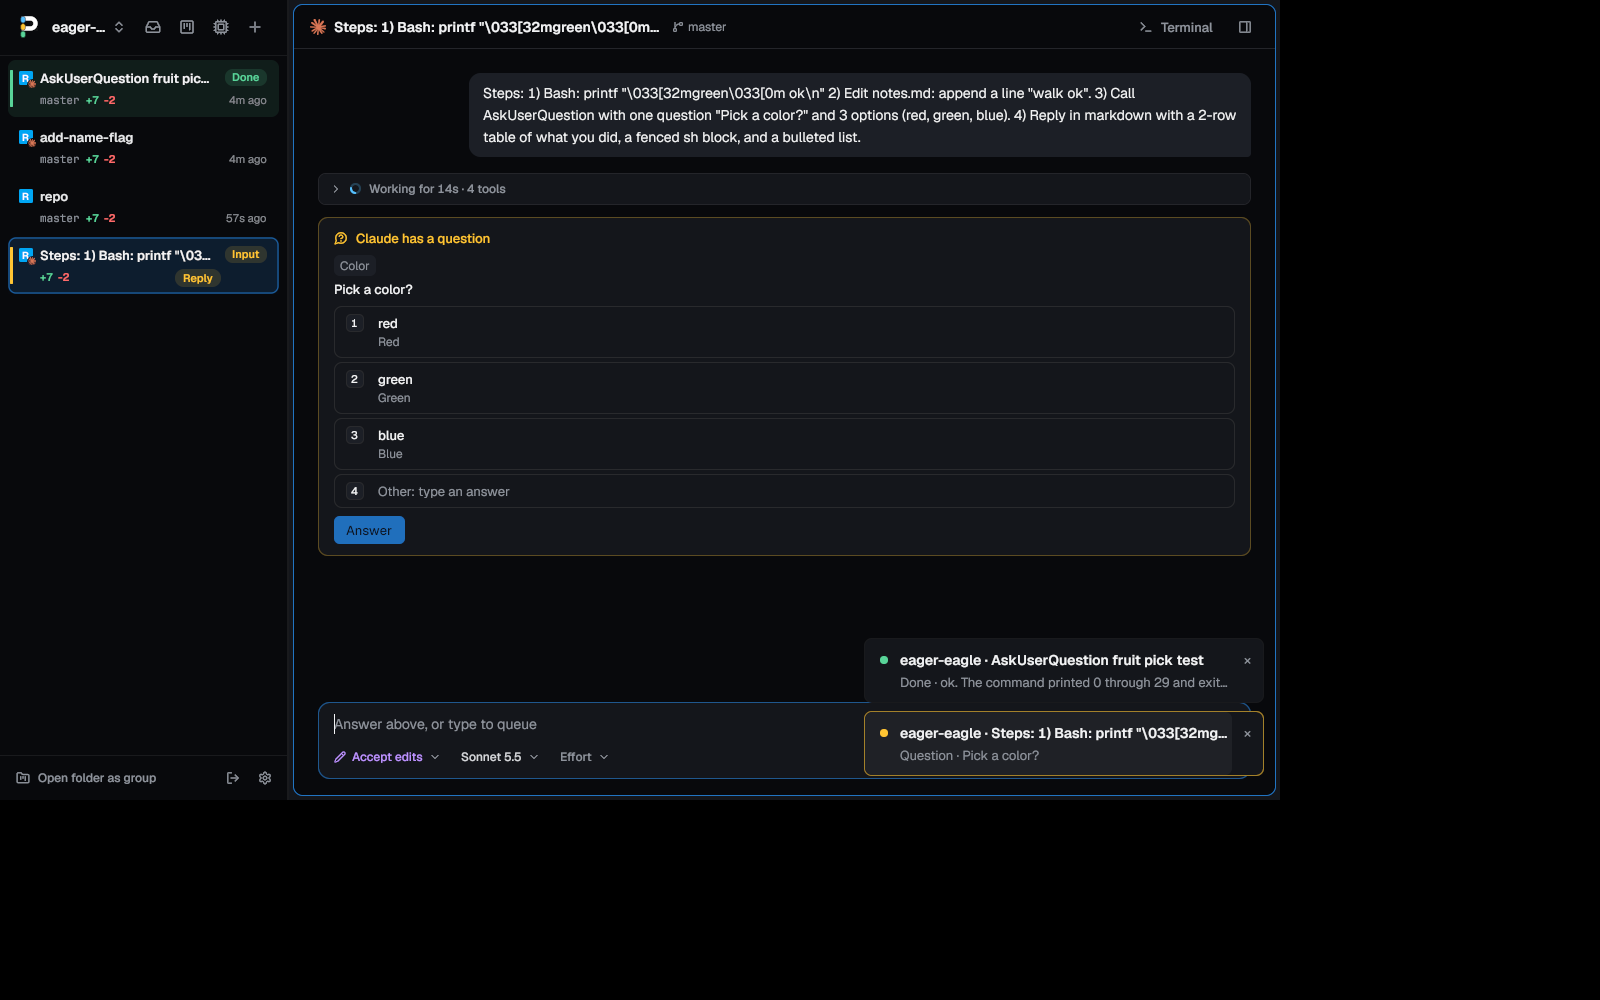 eager-...
AskUserQuestion fruit pic... Done
master +7 -2 4m ago
add-name-flag
master +7 -2 4m ago
R repo
master +7 -2 57s ago
Steps: 1) Bash: printf "\03... Input
+7 -2 Reply
Open folder as group
Steps: 1) Bash: printf "\033[32mgreen\033[0m... master Terminal
Steps: 1) Bash: printf "\033[32mgreen\033[0m ok\n" 2) Edit notes.md: append a line "walk ok". 3) Call
AskUserQuestion with one question "Pick a color?" and 3 options (red, green, blue). 4) Reply in markdown with a 2-row
table of what you did, a fenced sh block, and a bulleted list.
Working for 14s · 4 tools
Claude has a question
Color
Pick a color?
1 red
Red
2 green
Green
3 blue
Blue
4 Other: type an answer
Answer
eager-eagle · AskUserQuestion fruit pick test ×
Done · ok. The command printed 0 through 29 and exit...
Answer above, or type to queue
eager-eagle · Steps: 1) Bash: printf "\033[32mg... ×
Question · Pick a color?
Accept edits Sonnet 5.5 Effort